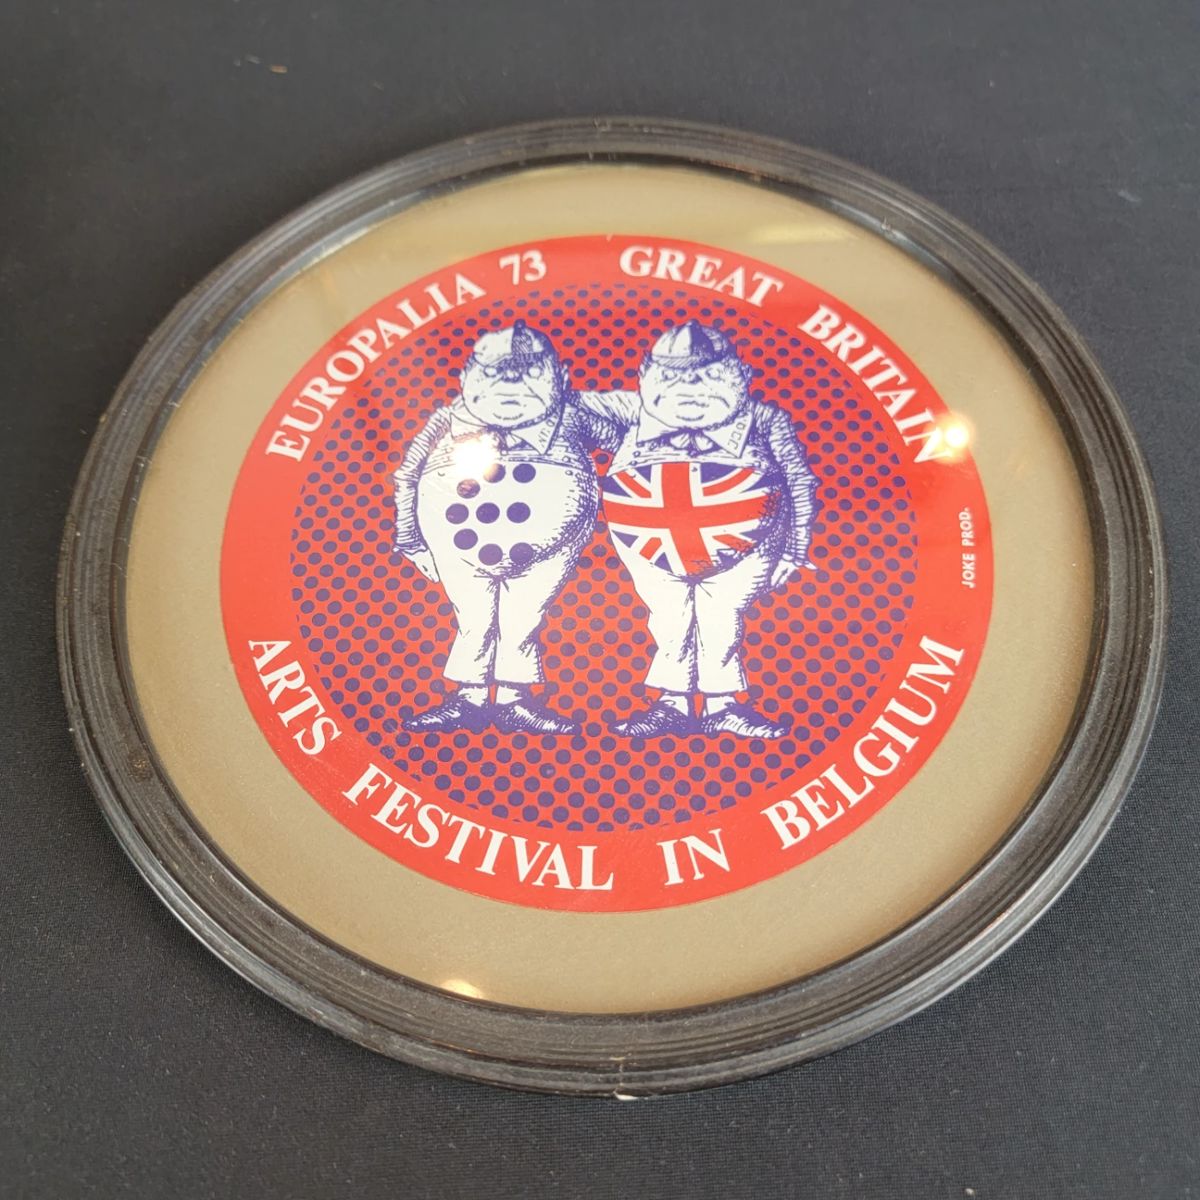 EUROPALIA 73 GREAT BRITAIN
JOKE PROD.
ARTS FESTIVAL IN BELGIUM